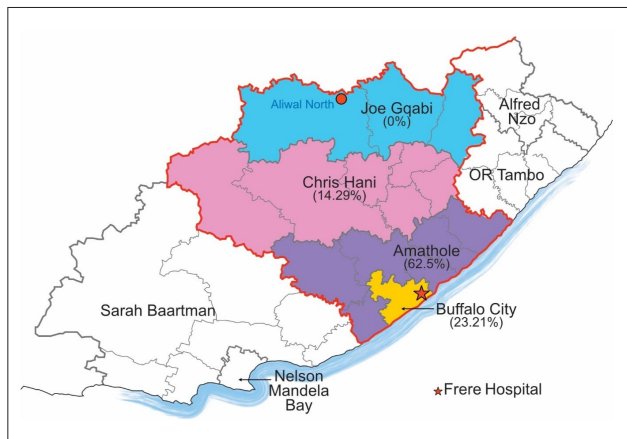 Aliwal North
Joe Gqabi
(0%)
Alfred
Nzo
OR Tambo
Chris Hani
(14.29%)
Amathole
(62.5%)
Sarah Baartman
Buffalo City
(23.21%)
Nelson
Mandela
Bay
Frere Hospital